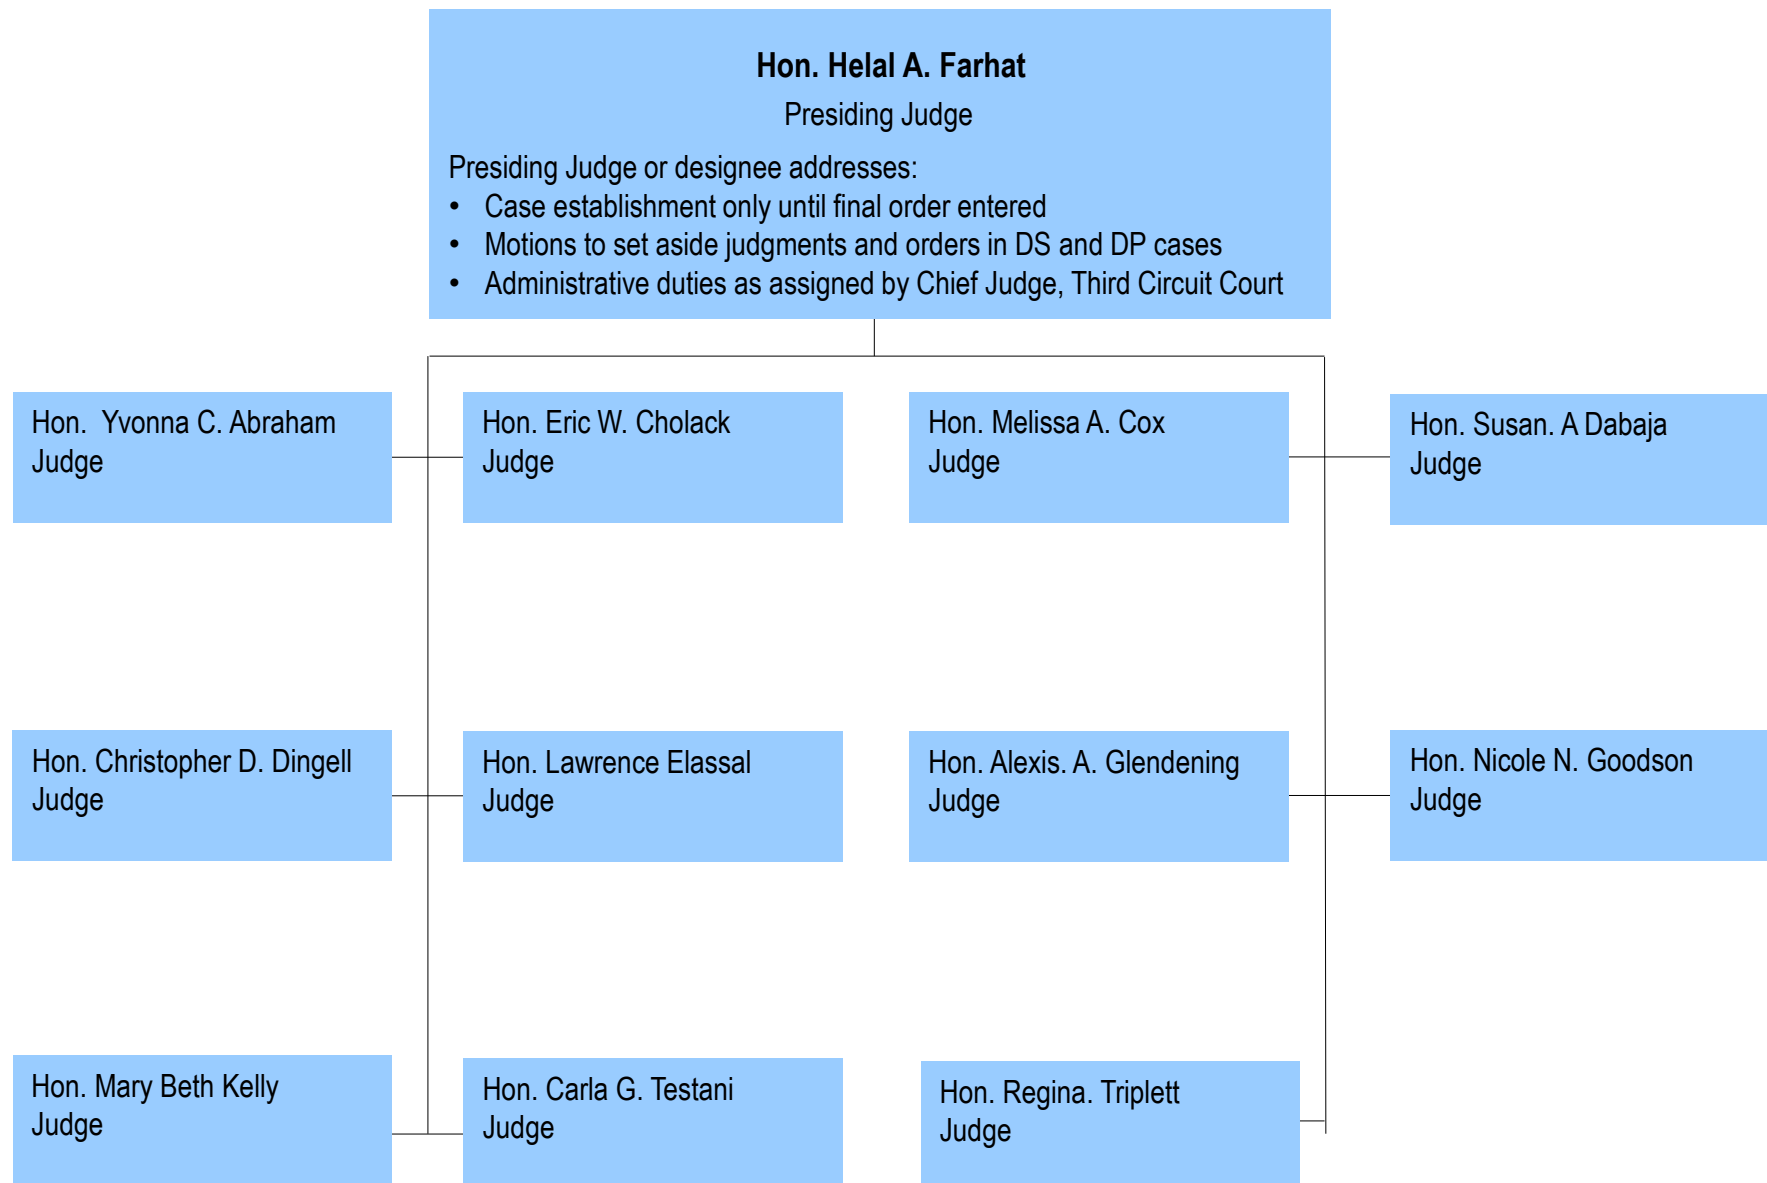 Hon. Helal A. Farhat
Presiding Judge
Presiding Judge or designee addresses:
• Case establishment only until final order entered
• Motions to set aside judgments and orders in DS and DP cases
• Administrative duties as assigned by Chief Judge, Third Circuit Court
Hon.  Yvonna C. Abraham
Judge
Hon. Eric W. Cholack
Judge
Hon. Melissa A. Cox
Judge
Hon. Susan. A Dabaja
Judge
Hon. Christopher D. Dingell
Judge
Hon. Lawrence Elassal
Judge
Hon. Alexis. A. Glendening
Judge
Hon. Nicole N. Goodson
Judge
Hon. Mary Beth Kelly
Judge
Hon. Carla G. Testani
Judge
Hon. Regina. Triplett
Judge